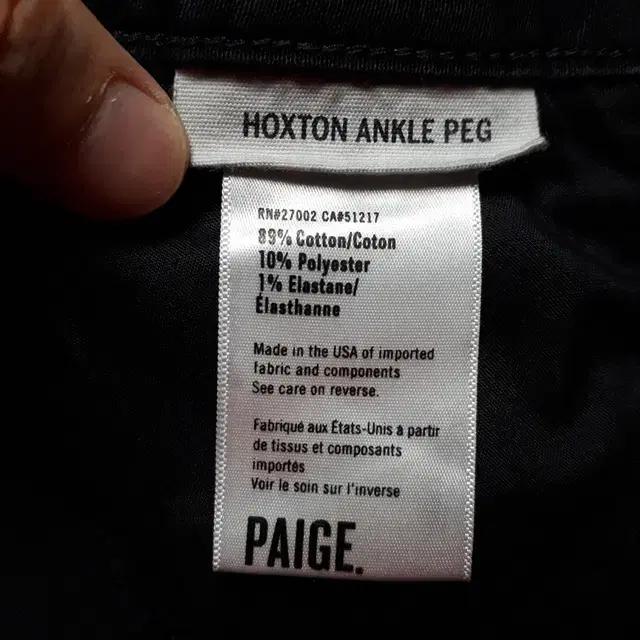 HOXTON ANKLE PEG
RN#27002 CA#51217
89% Cotton/Coton
10% Polyester
1% Elastane/
Élasthanne
Made in the USA of imported
fabric and components
See care on reverse.
Fabriqué aux États-Unis à partir
de tissus et composants
importés
Voir le soin sur l'inverse
PAIGE.